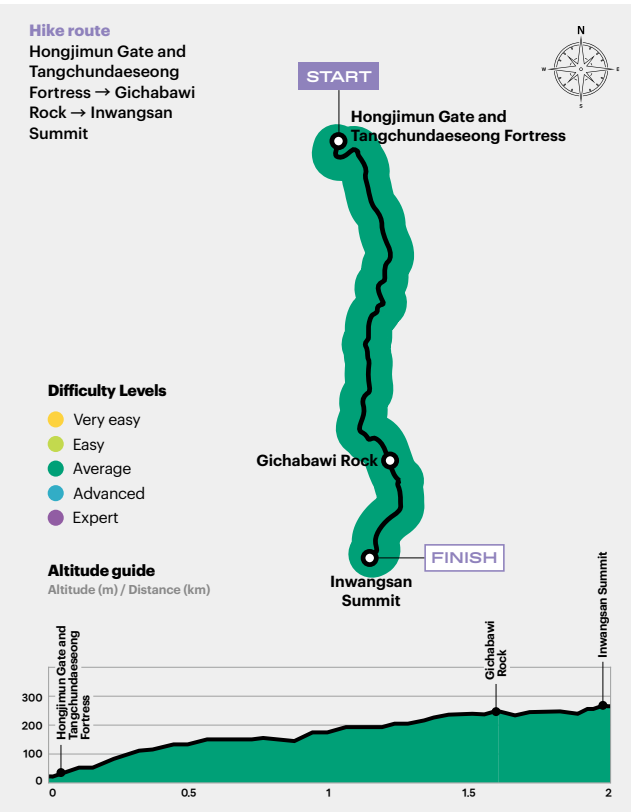 Hike route
Hongjimun Gate and
Tangchundaeseong
Fortress → Gichabawi
Rock → Inwangsan
Summit
N
W
E
S
START
Hongjimun Gate and
Tangchundaeseong Fortress
Gichabawi Rock
FINISH
Inwangsan
Summit
Difficulty Levels
Very easy
Easy
Average
Advanced
Expert
Altitude guide
Altitude (m) / Distance (km)
Hongjimun Gate and
Tangchundaeseong
Fortress
Gichabawi
Rock
Inwangsan Summit
300
200
100
0
0
0.5
1
1.5
2